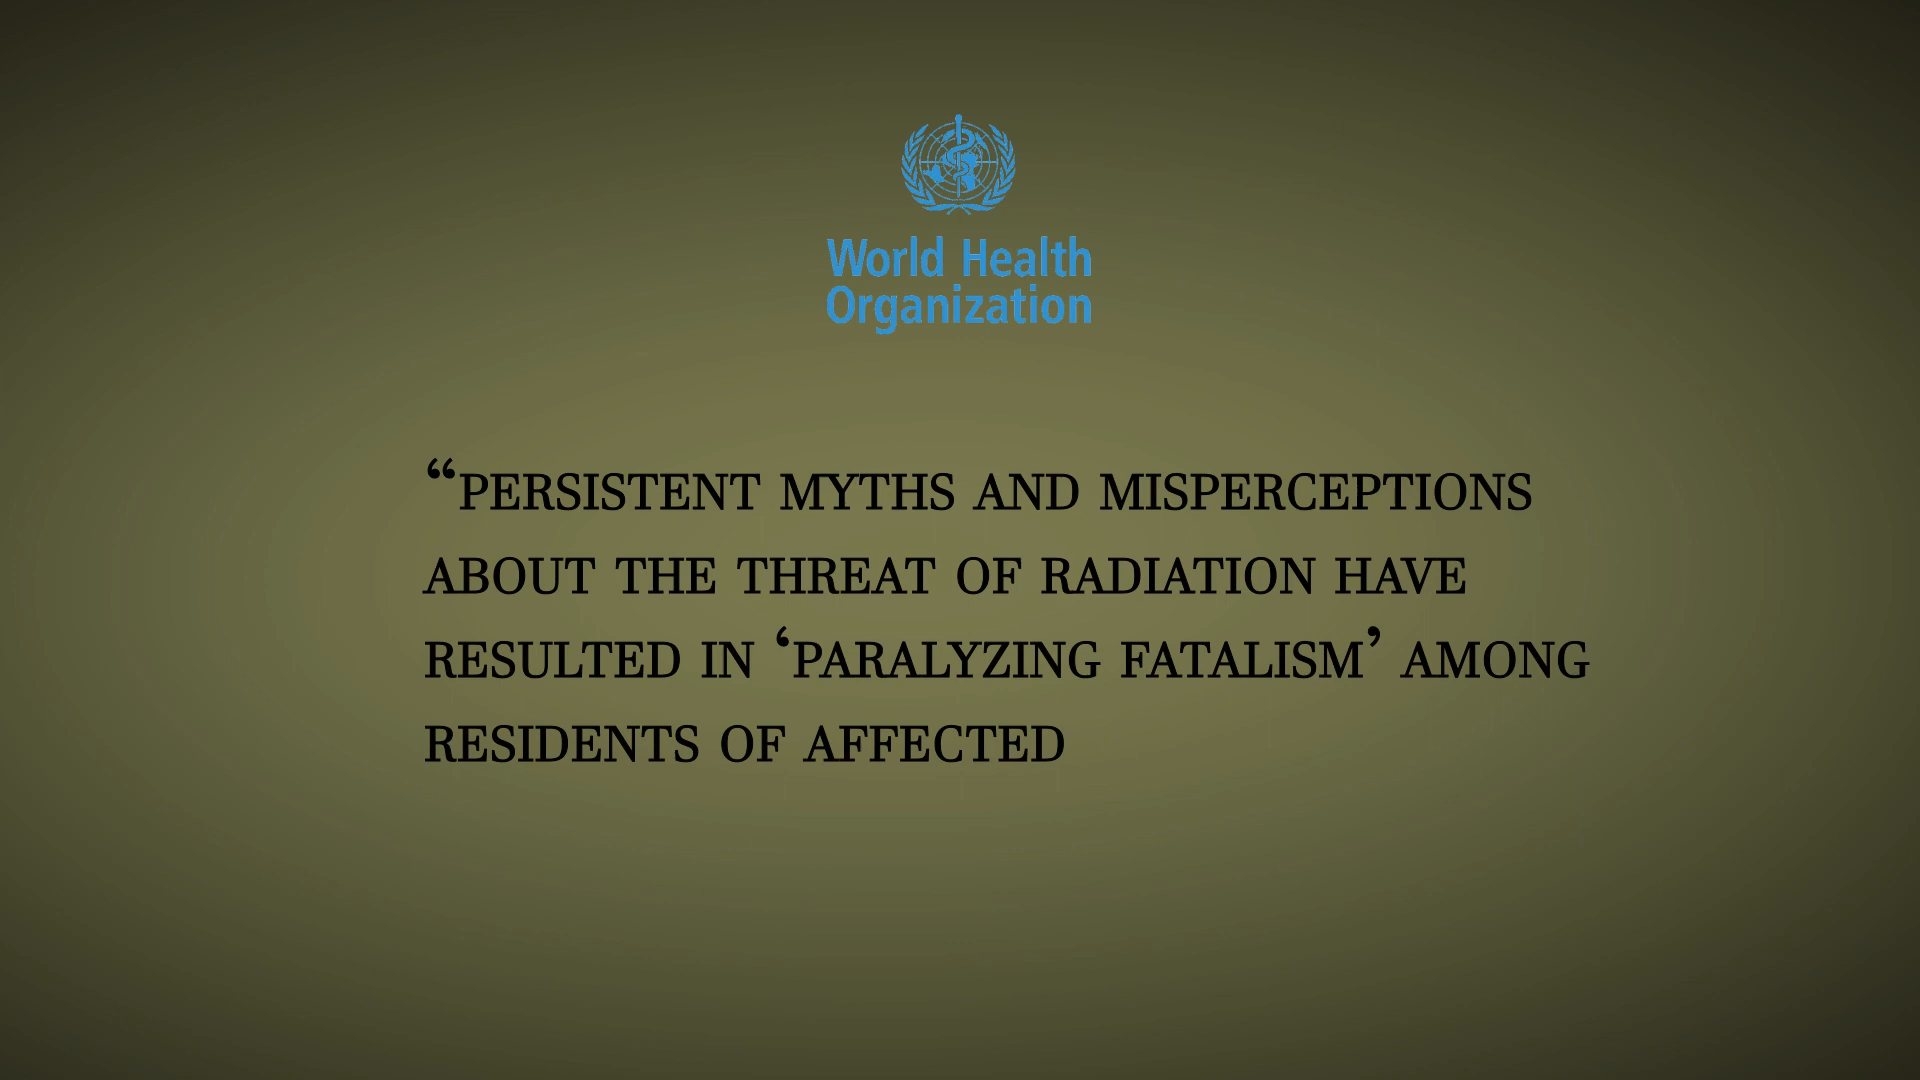 World Health
Organization
“PERSISTENT MYTHS AND MISPERCEPTIONS
ABOUT THE THREAT OF RADIATION HAVE
RESULTED IN ‘PARALYZING FATALISM’ AMONG
RESIDENTS OF AFFECTED